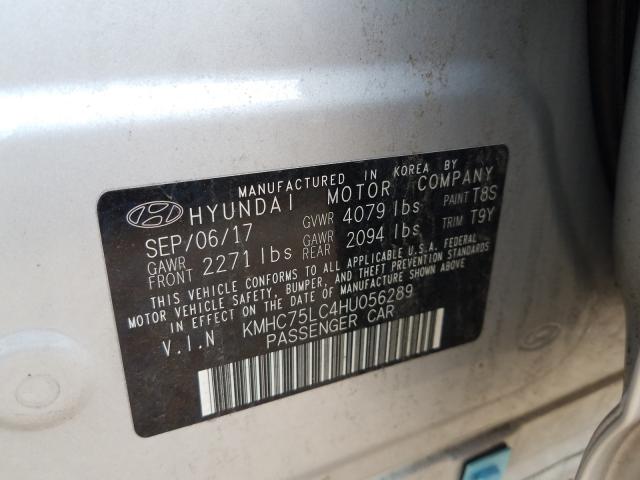 MANUFACTURED IN KOREA BY
HYUNDAI MOTOR COMPANY
SEP/06/17 GVWR 4079 lbs PAINT T8S
GAWR FRONT 2271 lbs GAWR REAR 2094 lbs TRIM T9Y
THIS VEHICLE CONFORMS TO ALL APPLICABLE U.S.A. FEDERAL
MOTOR VEHICLE SAFETY, BUMPER, AND THEFT PREVENTION STANDARDS
IN EFFECT ON THE DATE OF MANUFACTURE SHOWN ABOVE.
V.I.N KMHC75LC4HU056289
PASSENGER CAR